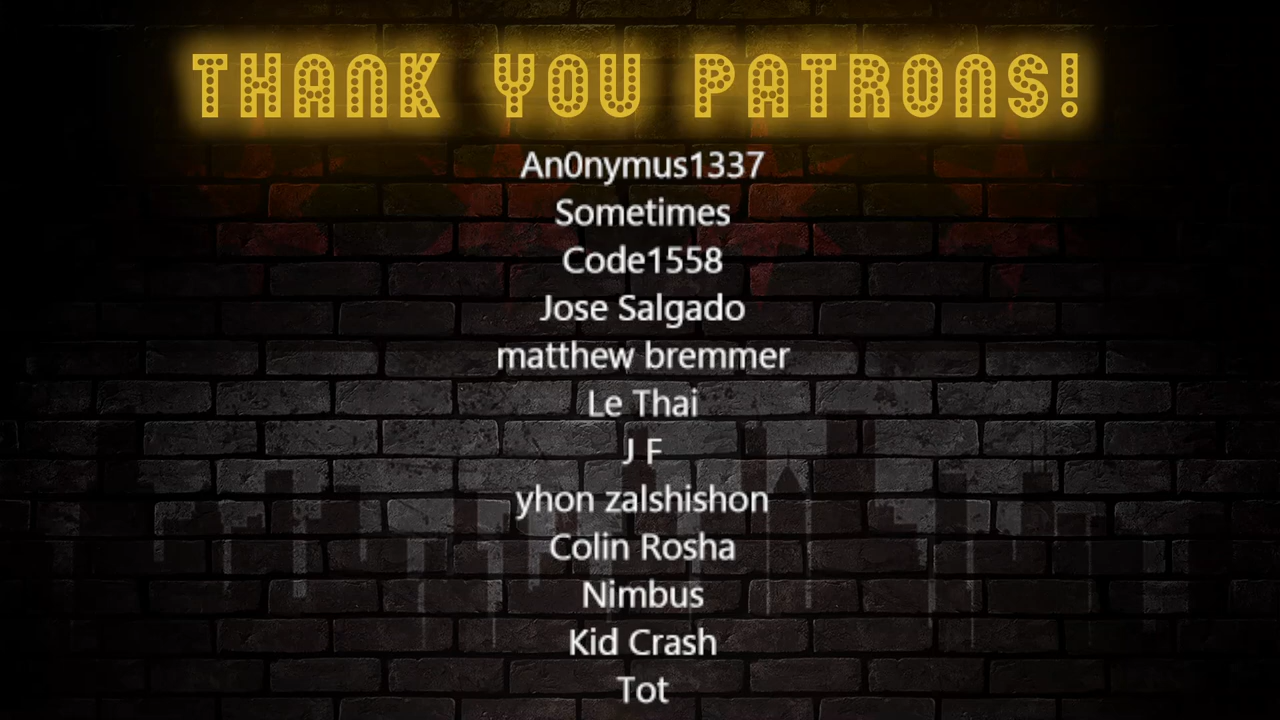 THANK YOU PATRONS!
An0nymus1337
Sometimes
Code1558
Jose Salgado
matthew bremmer
Le Thai
J F
yhon zalshishon
Colin Rosha
Nimbus
Kid Crash
Tot